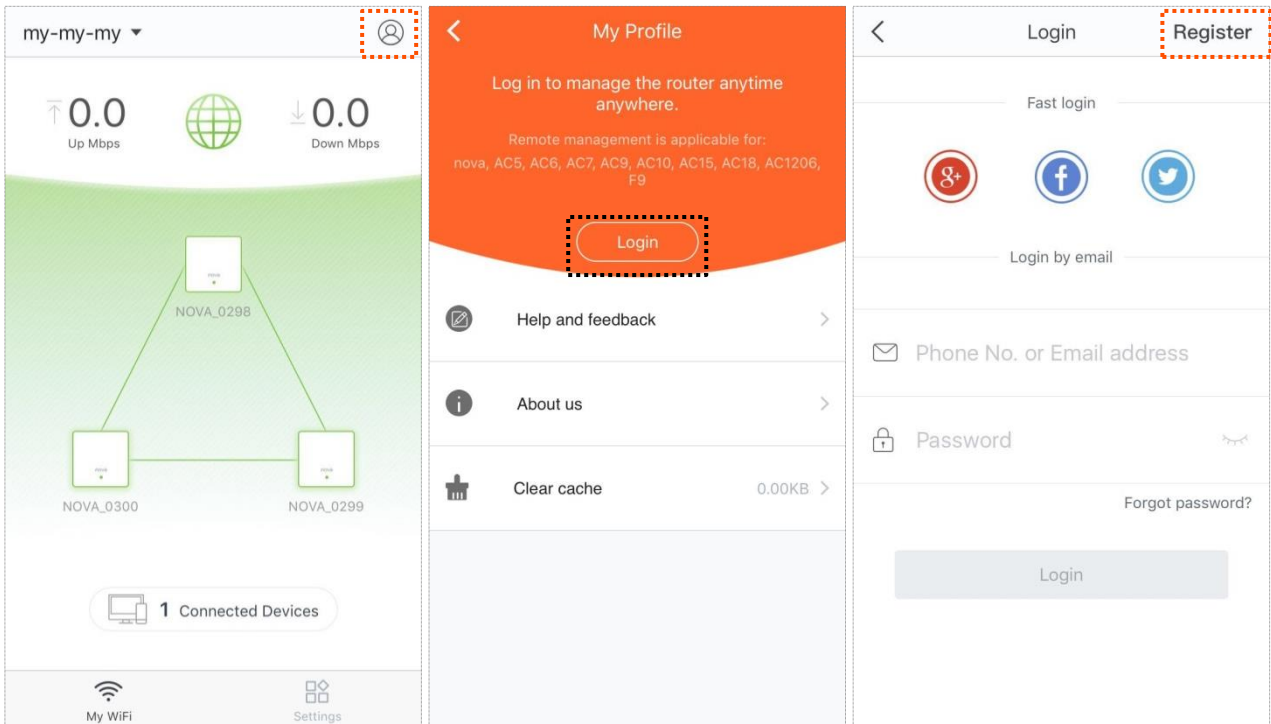 my-my-my
0.0
Up Mbps
0.0
Down Mbps
nova
NOVA_0298
nova
NOVA_0300
nova
NOVA_0299
1 Connected Devices
My WiFi
Settings
My Profile
Log in to manage the router anytime
anywhere.
Remote management is applicable for:
nova, AC5, AC6, AC7, AC9, AC10, AC15, AC18, AC1206,
F9
Login
Help and feedback
About us
Clear cache
0.00KB
Login
Register
Fast login
g+
Login by email
Phone No. or Email address
Password
Forgot password?
Login